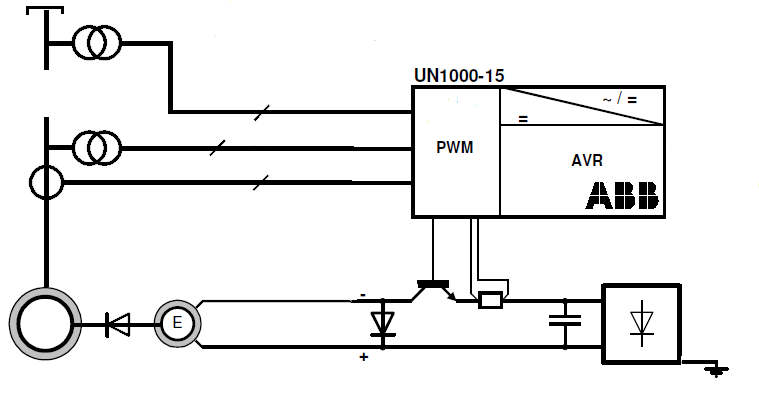 UN1000-15
~ / =
=
PWM
AVR
ABB
-
E
+